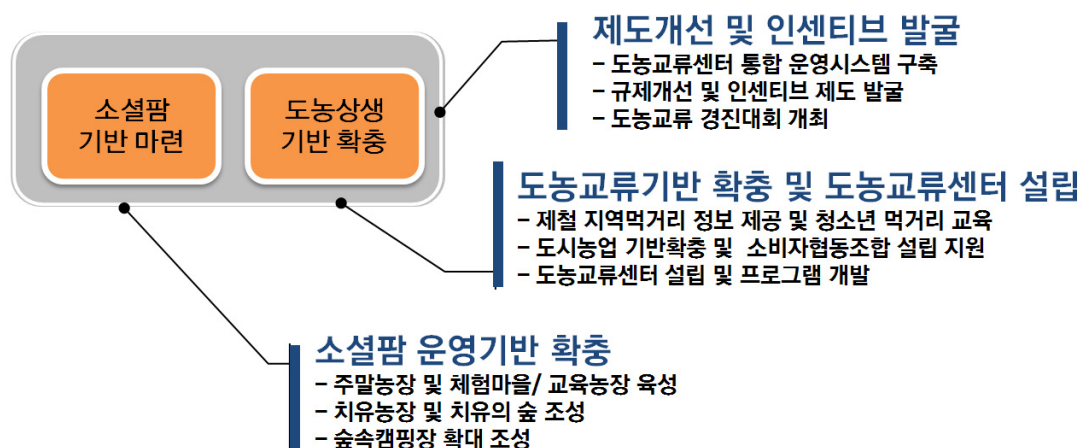 소셜팜
기반 마련
도농상생
기반 확충
제도개선 및 인센티브 발굴
– 도농교류센터 통합 운영시스템 구축
– 규제개선 및 인센티브 제도 발굴
– 도농교류 경진대회 개최
도농교류기반 확충 및 도농교류센터 설립
– 제철 지역먹거리 정보 제공 및 청소년 먹거리 교육
– 도시농업 기반확충 및 소비자협동조합 설립 지원
– 도농교류센터 설립 및 프로그램 개발
소셜팜 운영기반 확충
– 주말농장 및 체험마을/ 교육농장 육성
– 치유농장 및 치유의 숲 조성
– 숲속캠핑장 확대 조성